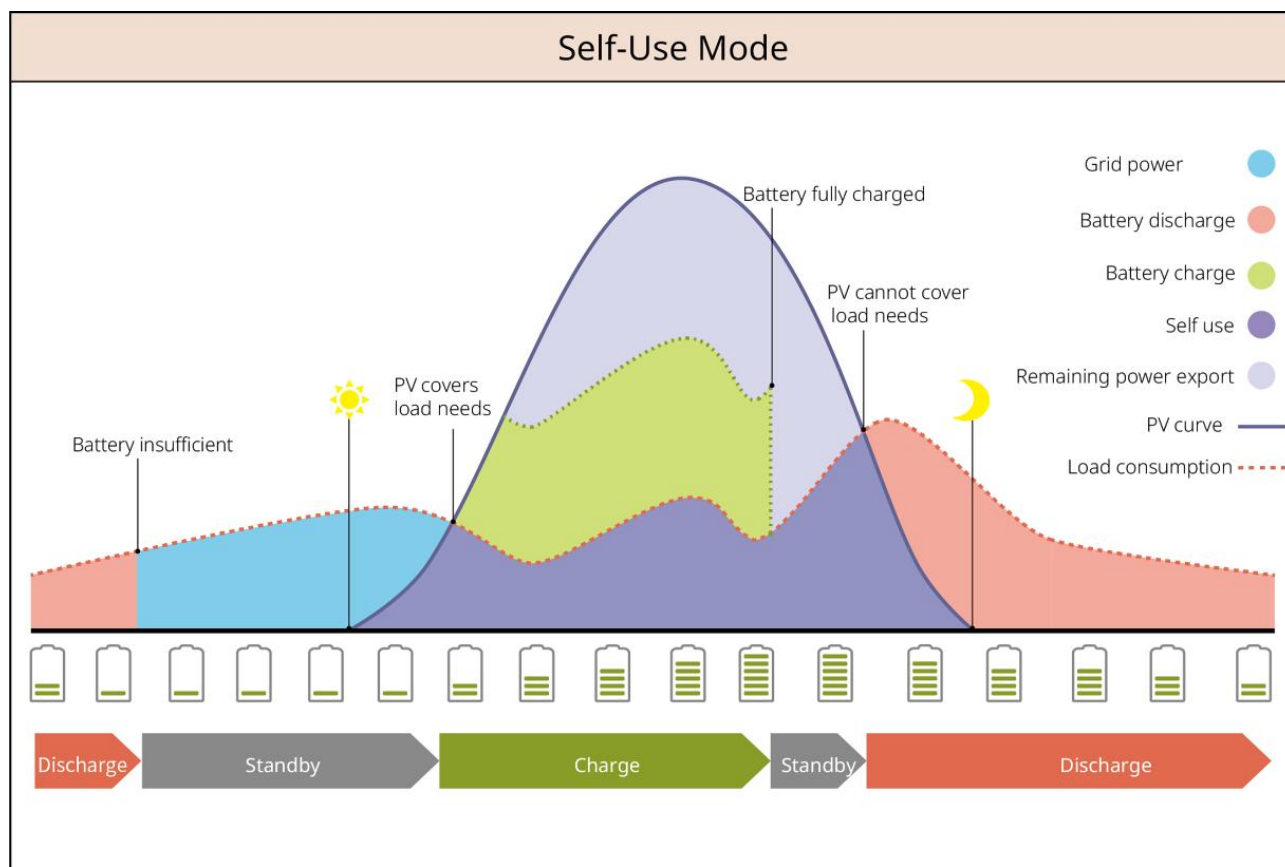 Self-Use Mode
Grid power
Battery fully charged
Battery discharge
Battery charge
PV cannot cover
load needs
Self use
PV covers
load needs
Remaining power export
PV curve
Battery insufficient
Load consumption
Discharge
Standby
Charge
Standby
Discharge